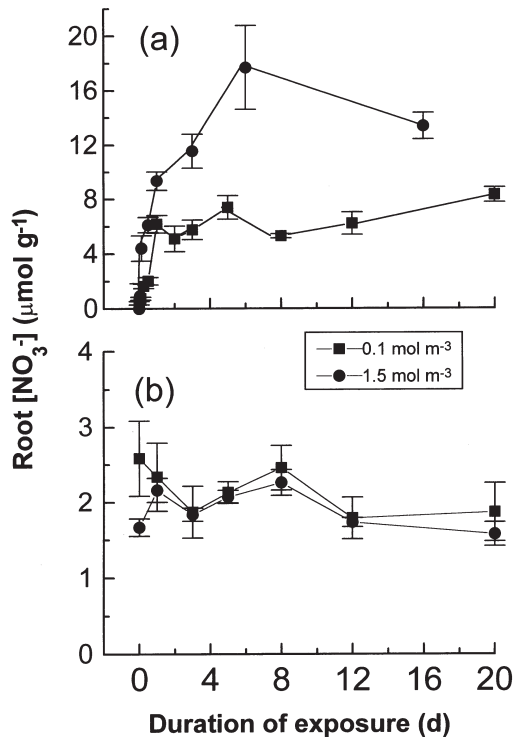 (a)
20
16
12
8
4
0
Root [NO₃⁻] (μmol g⁻¹)
0.1 mol m⁻³
1.5 mol m⁻³
(b)
4
3
2
1
0
0 4 8 12 16 20
Duration of exposure (d)